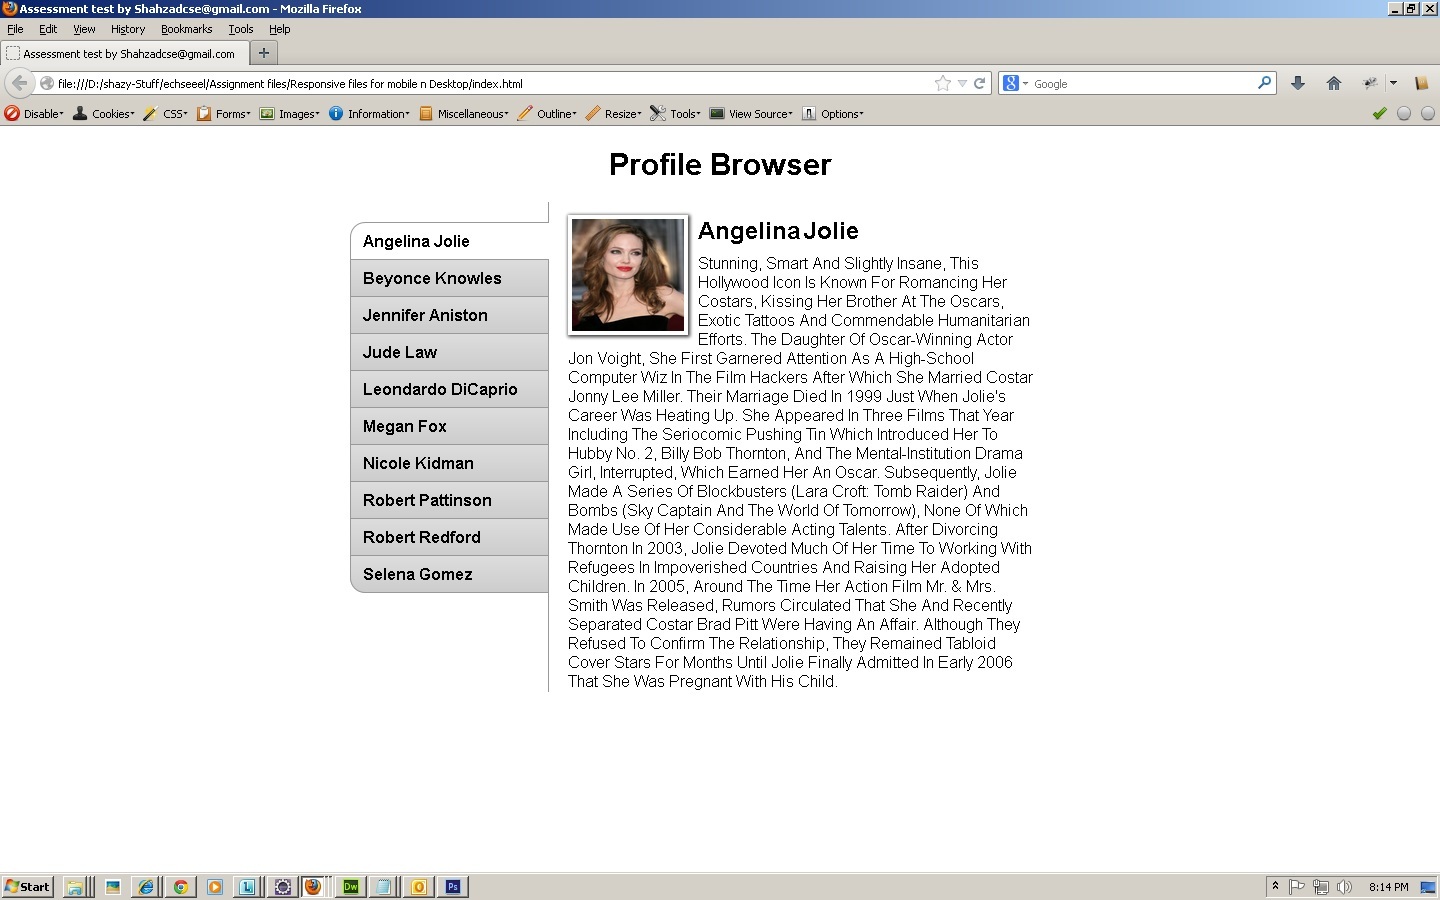 Assessment test by Shahzadcse@gmail.com - Mozilla Firefox
File Edit View History Bookmarks Tools Help
Assessment test by Shahzadcse@gmail.com
file:///D:/shazy-Stuff/echseeel/Assignment files/Responsive files for mobile n Desktop/index.html
Google
Disable Cookies CSS Forms Images Information Miscellaneous Outline Resize Tools View Source Options
Profile Browser
Angelina Jolie
Beyonce Knowles
Jennifer Aniston
Jude Law
Leondardo DiCaprio
Megan Fox
Nicole Kidman
Robert Pattinson
Robert Redford
Selena Gomez
Angelina Jolie
Stunning, Smart And Slightly Insane, This
Hollywood Icon Is Known For Romancing Her
Costars, Kissing Her Brother At The Oscars,
Exotic Tattoos And Commendable Humanitarian
Efforts. The Daughter Of Oscar-Winning Actor
Jon Voight, She First Garnered Attention As A High-School
Computer Wiz In The Film Hackers After Which She Married Costar
Jonny Lee Miller. Their Marriage Died In 1999 Just When Jolie's
Career Was Heating Up. She Appeared In Three Films That Year
Including The Seriocomic Pushing Tin Which Introduced Her To
Hubby No. 2, Billy Bob Thornton, And The Mental-Institution Drama
Girl, Interrupted, Which Earned Her An Oscar. Subsequently, Jolie
Made A Series Of Blockbusters (Lara Croft: Tomb Raider) And
Bombs (Sky Captain And The World Of Tomorrow), None Of Which
Made Use Of Her Considerable Acting Talents. After Divorcing
Thornton In 2003, Jolie Devoted Much Of Her Time To Working With
Refugees In Impoverished Countries And Raising Her Adopted
Children. In 2005, Around The Time Her Action Film Mr. & Mrs.
Smith Was Released, Rumors Circulated That She And Recently
Separated Costar Brad Pitt Were Having An Affair. Although They
Refused To Confirm The Relationship, They Remained Tabloid
Cover Stars For Months Until Jolie Finally Admitted In Early 2006
That She Was Pregnant With His Child.
Start
Dw
Ps
8:14 PM